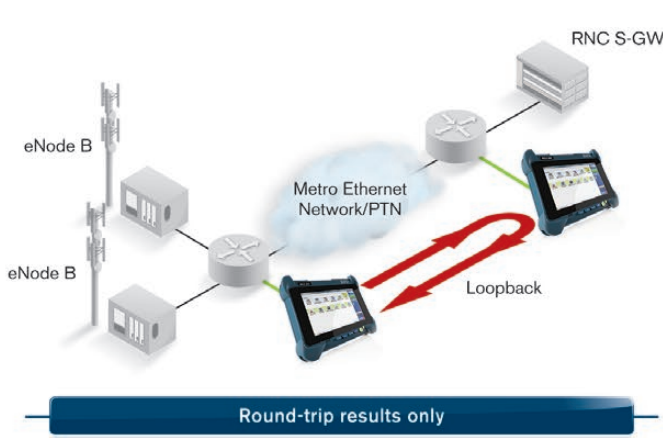 RNC S-GW
eNode B
Metro Ethernet
Network/PTN
eNode B
Loopback
Round-trip results only